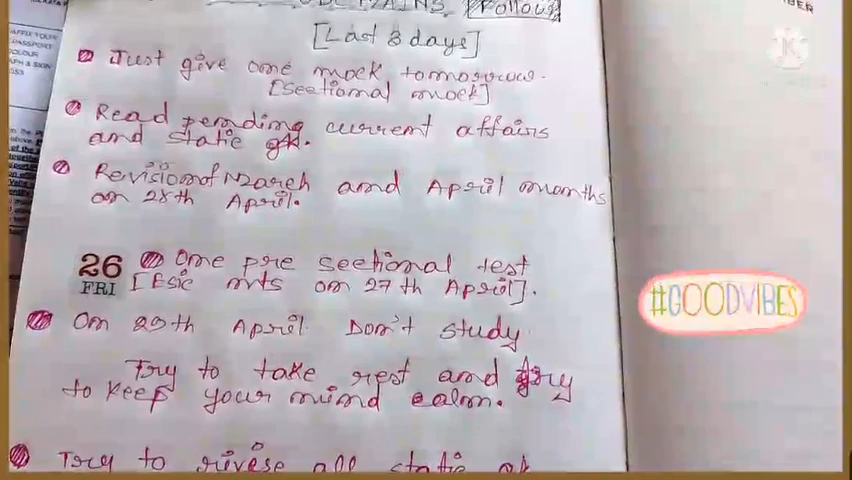 [Follow]
[Last 3 days]
Just give one mock tomorrow.
[Sectional mock]
Read pending current affairs
and static gk.
Revision of March and April months
on 28th April.
26
FRI
One pre sectional test
[Esic mts on 27th April].
On 29th April Don't study
Try to take rest and try
to keep your mind calm.
Try to rivese all static gk
#GOODVIBES
K